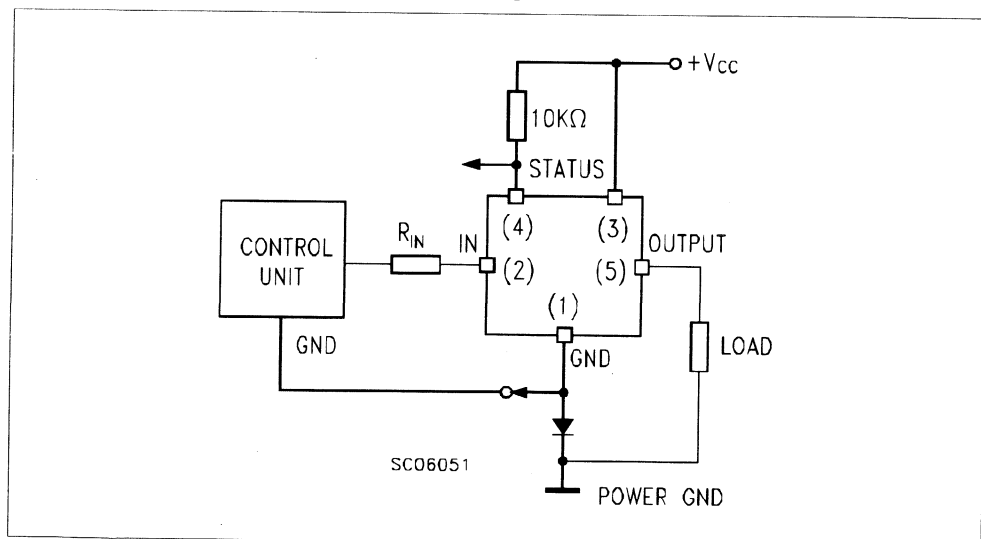 +Vcc
10KΩ
STATUS
(4)
(3)
CONTROL
UNIT
RIN
IN
(2)
OUTPUT
(5)
(1)
GND
GND
LOAD
SC06051
POWER GND